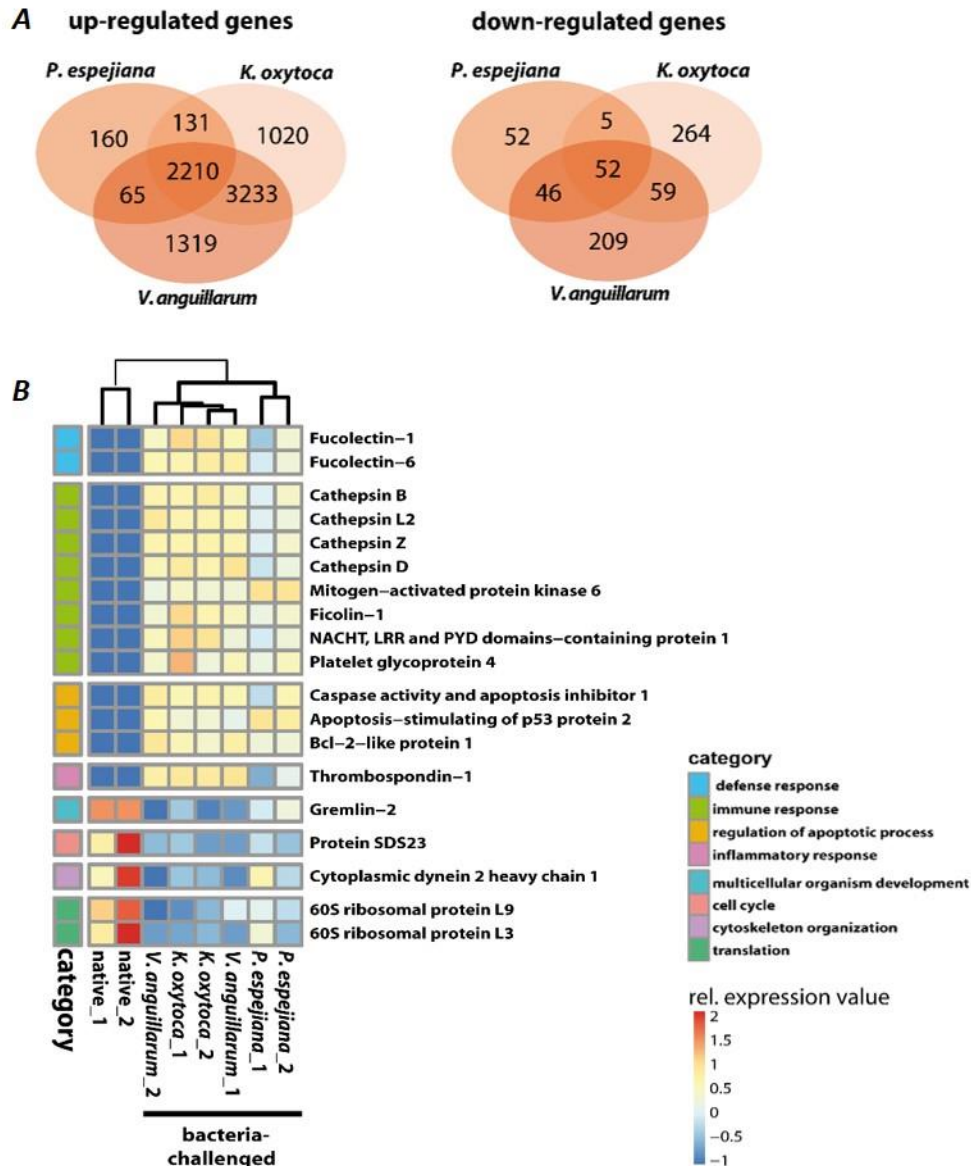 A
up-regulated genes
down-regulated genes
P. espejiana
K. oxytoca
P. espejiana
K. oxytoca
160
131
1020
2210
65
3233
1319
V. anguillarum
52
5
264
52
46
59
209
V. anguillarum
B
Fucolectin−1
Fucolectin−6
Cathepsin B
Cathepsin L2
Cathepsin Z
Cathepsin D
Mitogen−activated protein kinase 6
Ficolin−1
NACHT, LRR and PYD domains−containing protein 1
Platelet glycoprotein 4
Caspase activity and apoptosis inhibitor 1
Apoptosis−stimulating of p53 protein 2
Bcl−2−like protein 1
Thrombospondin−1
Gremlin−2
Protein SDS23
Cytoplasmic dynein 2 heavy chain 1
60S ribosomal protein L9
60S ribosomal protein L3
category
native_1
native_2
V. anguillarum_2
K. oxytoca_1
K. oxytoca_2
V. anguillarum_1
P. espejiana_1
P. espejiana_2
bacteria-
challenged
category
defense response
immune response
regulation of apoptotic process
inflammatory response
multicellular organism development
cell cycle
cytoskeleton organization
translation
rel. expression value
2
1.5
1
0.5
0
−0.5
−1